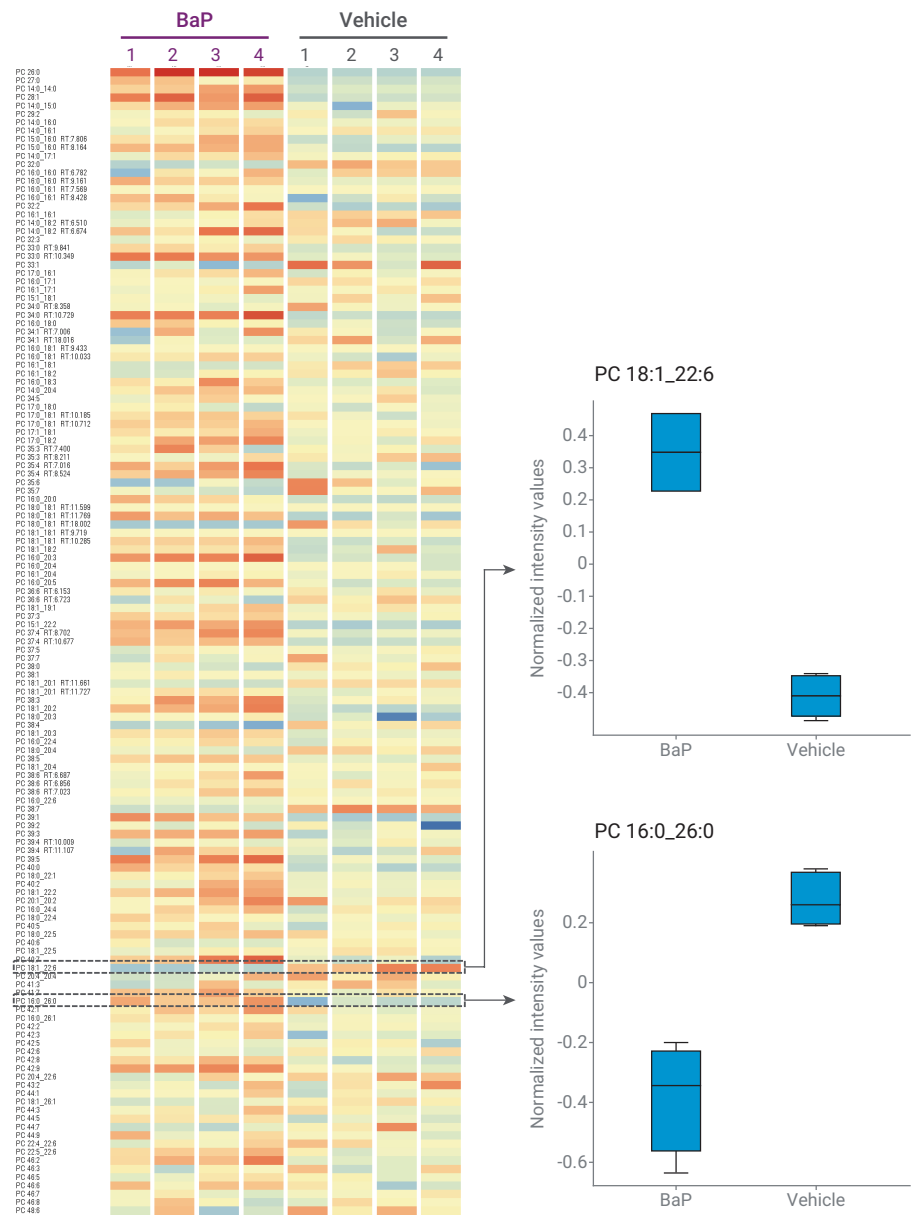 BaP Vehicle
1 2 3 4 1 2 3 4
PC 26:0
PC 27:0
PC 14:0_14:0
PC 28:1
PC 14:0_15:0
PC 29:2
PC 14:0_16:0
PC 14:0_16:1
PC 15:0_16:0 RT:7.806
PC 15:0_16:0 RT:8.164
PC 14:0_17:1
PC 32:0
PC 16:0_16:0 RT:6.782
PC 16:0_16:0 RT:9.161
PC 16:0_16:1 RT:7.569
PC 16:0_16:1 RT:8.428
PC 32:2
PC 16:1_16:1
PC 14:0_18:2 RT:6.510
PC 14:0_18:2 RT:6.674
PC 32:3
PC 33:0 RT:9.841
PC 33:0 RT:10.349
PC 33:1
PC 17:0_16:1
PC 16:0_17:1
PC 16:1_17:1
PC 15:1_18:1
PC 34:0 RT:8.358
PC 34:0 RT:10.729
PC 16:0_18:0
PC 34:1 RT:7.006
PC 34:1 RT:18.016
PC 16:0_18:1 RT:9.433
PC 16:0_18:1 RT:10.033
PC 16:1_18:1
PC 16:1_18:2
PC 16:0_18:3
PC 14:0_20:4
PC 34:5
PC 17:0_18:0
PC 17:0_18:1 RT:10.185
PC 17:0_18:1 RT:10.712
PC 17:1_18:1
PC 17:0_18:2
PC 35:3 RT:7.400
PC 35:3 RT:8.211
PC 35:4 RT:7.016
PC 35:4 RT:8.524
PC 35:6
PC 35:7
PC 16:0_20:0
PC 18:0_18:1 RT:11.599
PC 18:0_18:1 RT:11.769
PC 18:0_18:1 RT:18.002
PC 18:1_18:1 RT:9.719
PC 18:1_18:1 RT:10.285
PC 18:1_18:2
PC 16:0_20:3
PC 16:0_20:4
PC 16:1_20:4
PC 16:0_20:5
PC 36:6 RT:6.153
PC 36:6 RT:6.723
PC 18:1_19:1
PC 37:3
PC 15:1_22:2
PC 37:4 RT:8.702
PC 37:4 RT:10.677
PC 37:5
PC 37:7
PC 38:0
PC 38:1
PC 18:1_20:1 RT:11.661
PC 18:1_20:1 RT:11.727
PC 38:3
PC 18:1_20:2
PC 18:0_20:3
PC 38:4
PC 18:1_20:3
PC 16:0_22:4
PC 18:0_20:4
PC 38:5
PC 18:1_20:4
PC 38:6 RT:6.687
PC 38:6 RT:6.856
PC 38:6 RT:7.023
PC 16:0_22:6
PC 38:7
PC 39:1
PC 39:2
PC 39:3
PC 39:4 RT:10.009
PC 39:4 RT:11.107
PC 39:5
PC 40:0
PC 18:0_22:1
PC 40:2
PC 18:1_22:2
PC 20:1_20:2
PC 16:0_24:4
PC 18:0_22:4
PC 40:5
PC 18:0_22:5
PC 40:6
PC 18:1_22:5
PC 40:7
PC 18:1_22:6
PC 20:4_20:4
PC 41:3
PC 41:7
PC 16:0_26:0
PC 42:1
PC 16:0_26:1
PC 42:2
PC 42:3
PC 42:5
PC 42:6
PC 42:8
PC 42:9
PC 20:4_22:6
PC 43:2
PC 44:1
PC 18:1_26:1
PC 44:3
PC 44:5
PC 44:7
PC 44:9
PC 22:4_22:6
PC 22:5_22:6
PC 46:2
PC 46:3
PC 46:5
PC 46:6
PC 46:7
PC 46:8
PC 48:6
PC 18:1_22:6
Normalized intensity values
0.4
0.3
0.2
0.1
0
-0.1
-0.2
-0.3
-0.4
BaP Vehicle
PC 16:0_26:0
Normalized intensity values
0.2
0
-0.2
-0.4
-0.6
BaP Vehicle